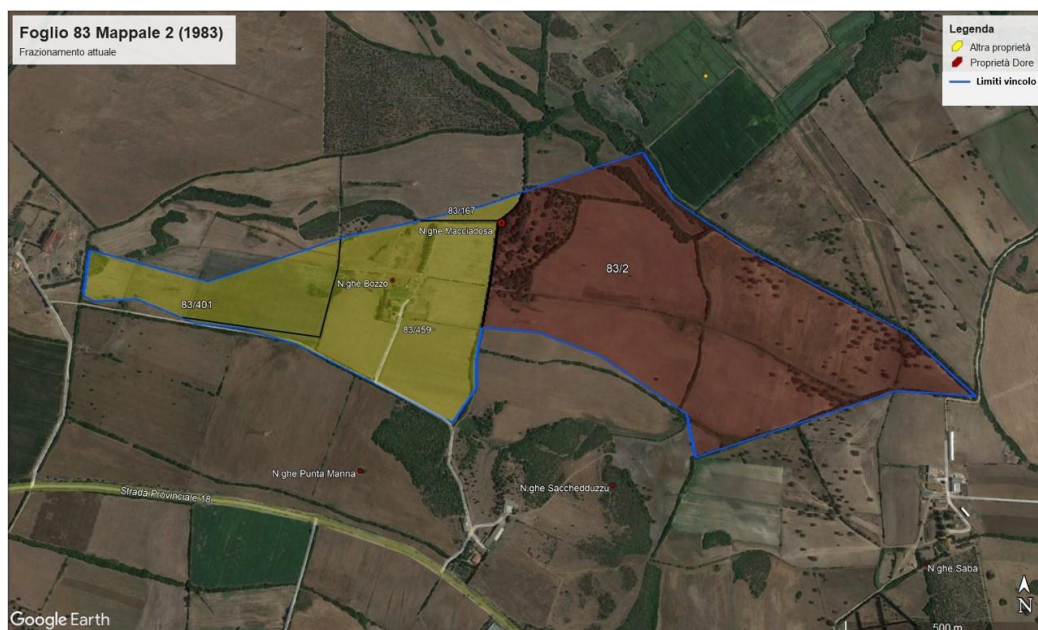 Foglio 83 Mappale 2 (1983)
Frazionamento attuale
Legenda
Altra proprietà
Proprietà Dore
Limiti vincolo
83/167
N.ghe Macciadosa
83/2
N.ghe Bozzo
83/401
83/459
N.ghe Punta Manna
N.ghe Sacchedduzzu
Strada Provinciale 18
N.ghe Saba
N
Google Earth
500 m